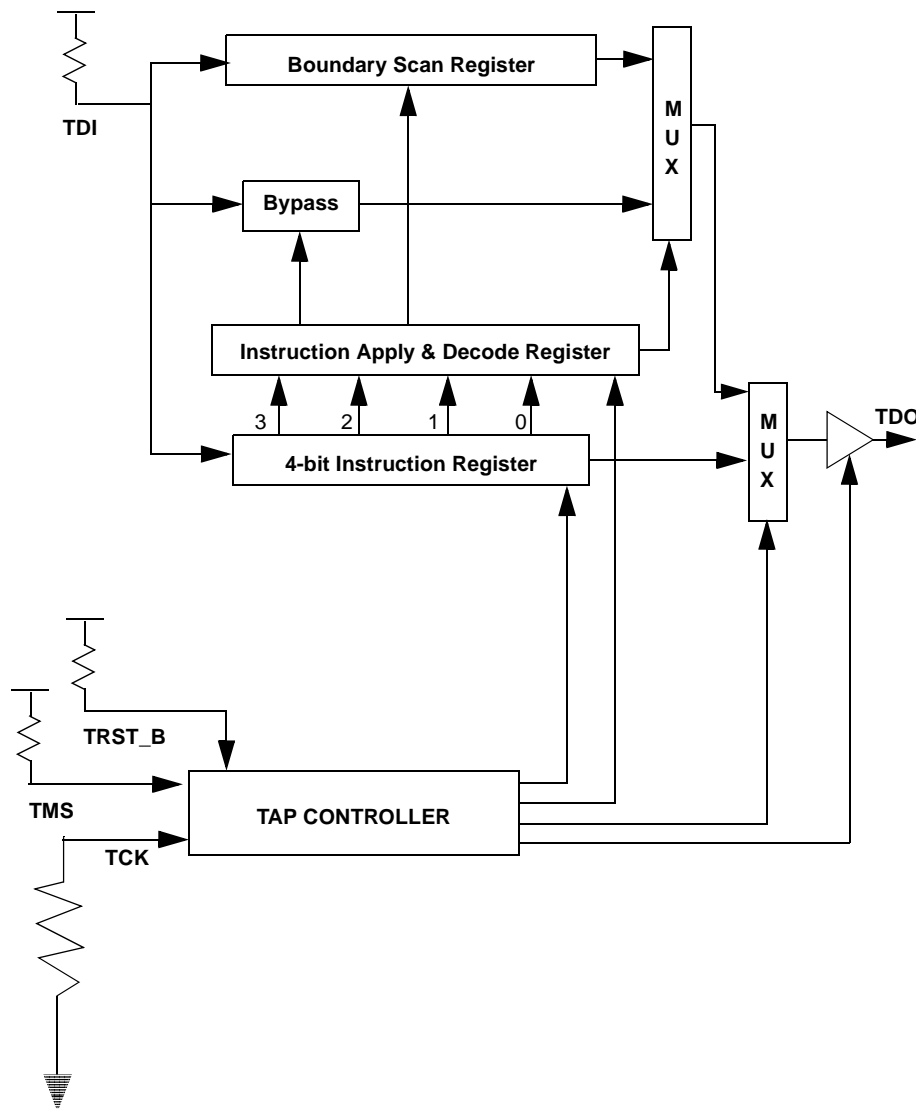 Boundary Scan Register
M
U
X
TDI
Bypass
Instruction Apply & Decode Register
3 2 1 0
4-bit Instruction Register
M
U
X
TDO
TRST_B
TMS
TAP CONTROLLER
TCK